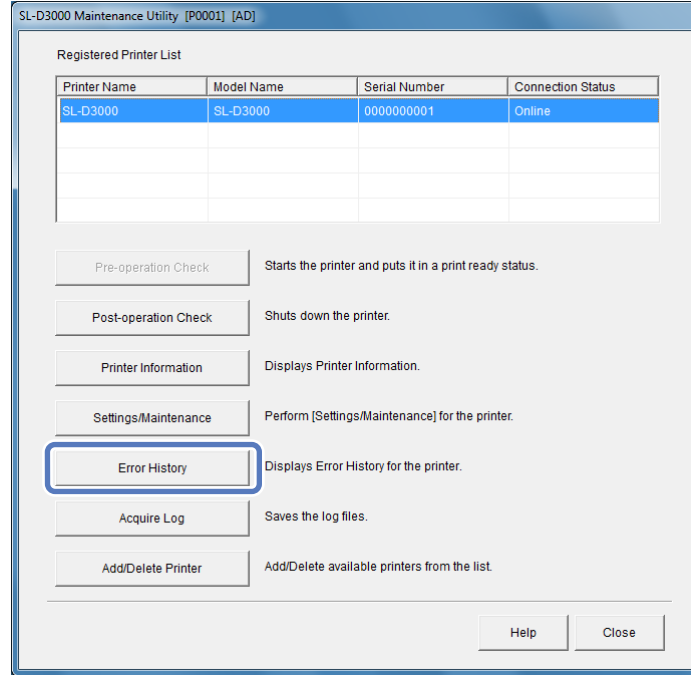 SL-D3000 Maintenance Utility [P0001] [AD]
Registered Printer List
Printer Name Model Name Serial Number Connection Status
SL-D3000 SL-D3000 0000000001 Online
Pre-operation Check Starts the printer and puts it in a print ready status.
Post-operation Check Shuts down the printer.
Printer Information Displays Printer Information.
Settings/Maintenance Perform [Settings/Maintenance] for the printer.
Error History Displays Error History for the printer.
Acquire Log Saves the log files.
Add/Delete Printer Add/Delete available printers from the list.
Help Close